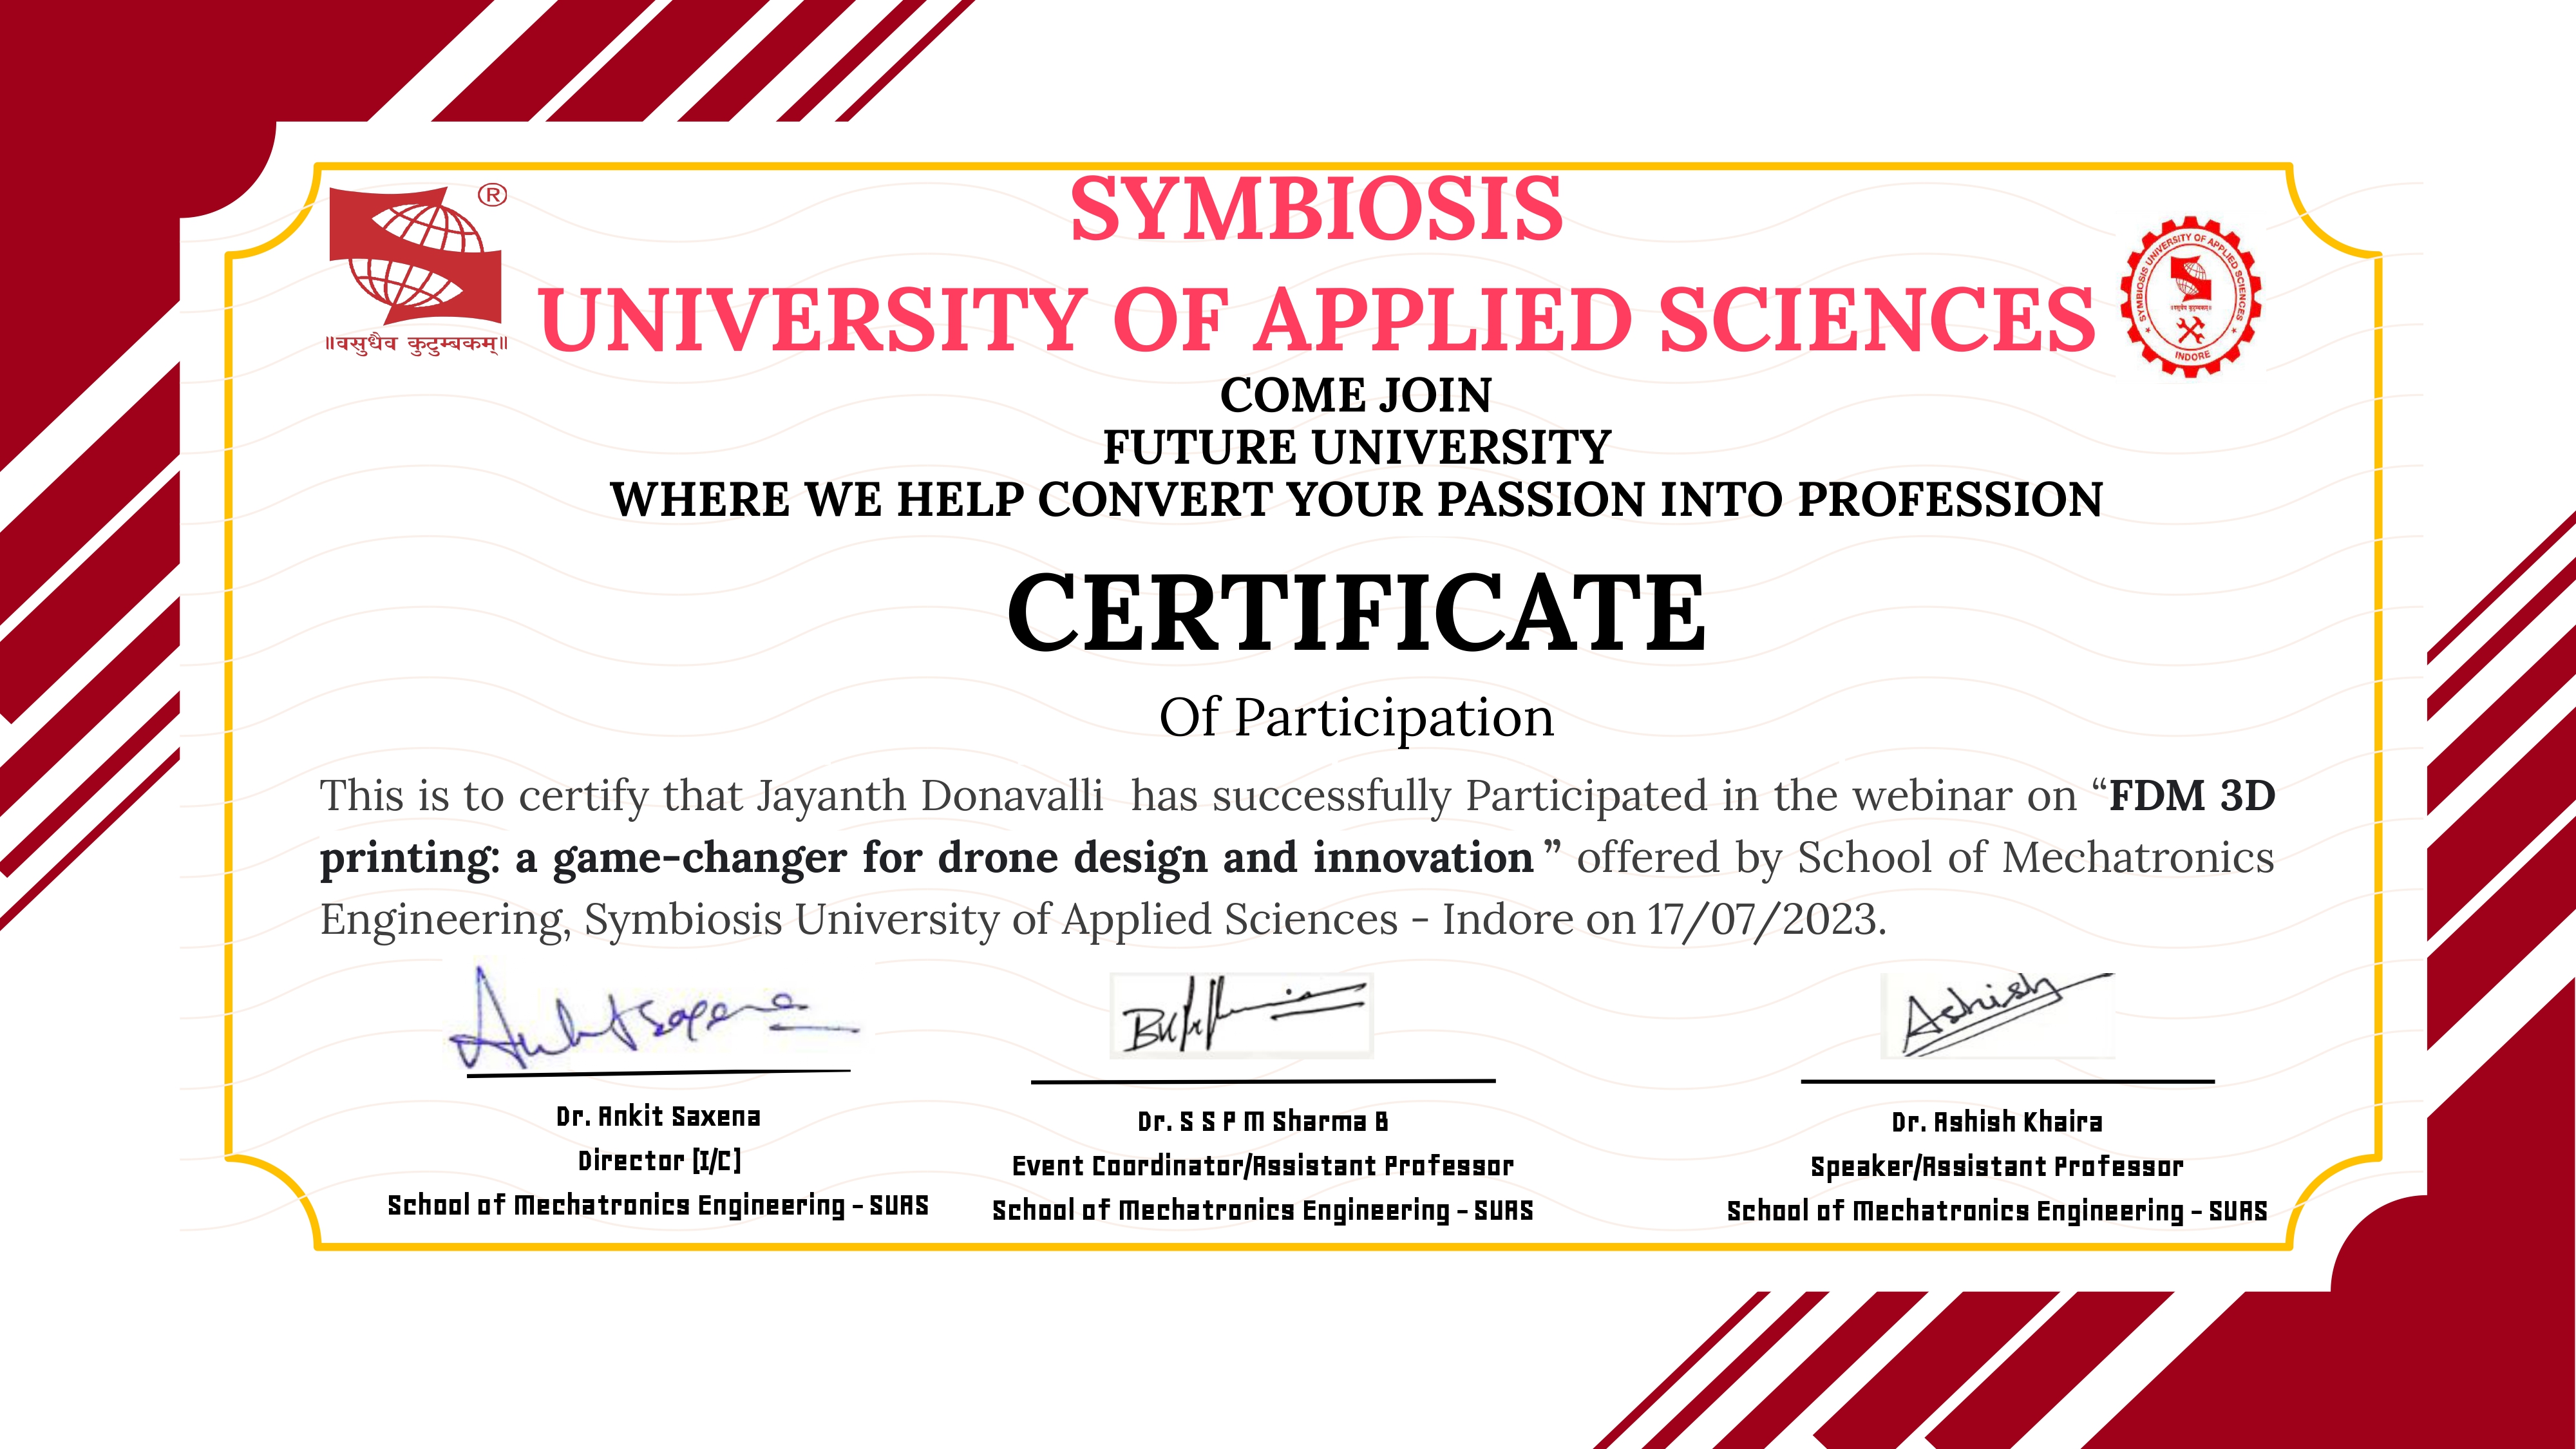 ®
॥वसुधैव कुटुम्बकम्॥
SYMBIOSIS
UNIVERSITY OF APPLIED SCIENCES
SYMBIOSIS UNIVERSITY OF APPLIED SCIENCES
॥वसुधैव कुटुम्बकम्॥
INDORE
COME JOIN
FUTURE UNIVERSITY
WHERE WE HELP CONVERT YOUR PASSION INTO PROFESSION
CERTIFICATE
Of Participation
This is to certify that Jayanth Donavalli has successfully Participated in the webinar on “FDM 3D
printing: a game-changer for drone design and innovation ” offered by School of Mechatronics
Engineering, Symbiosis University of Applied Sciences - Indore on 17/07/2023.
Ankit Saxena
Ashish
Dr. Ankit Saxena
Director (I/C)
School of Mechatronics Engineering - SUAS
Dr. S S P M Sharma B
Event Coordinator/Assistant Professor
School of Mechatronics Engineering - SUAS
Dr. Ashish Khaira
Speaker/Assistant Professor
School of Mechatronics Engineering - SUAS